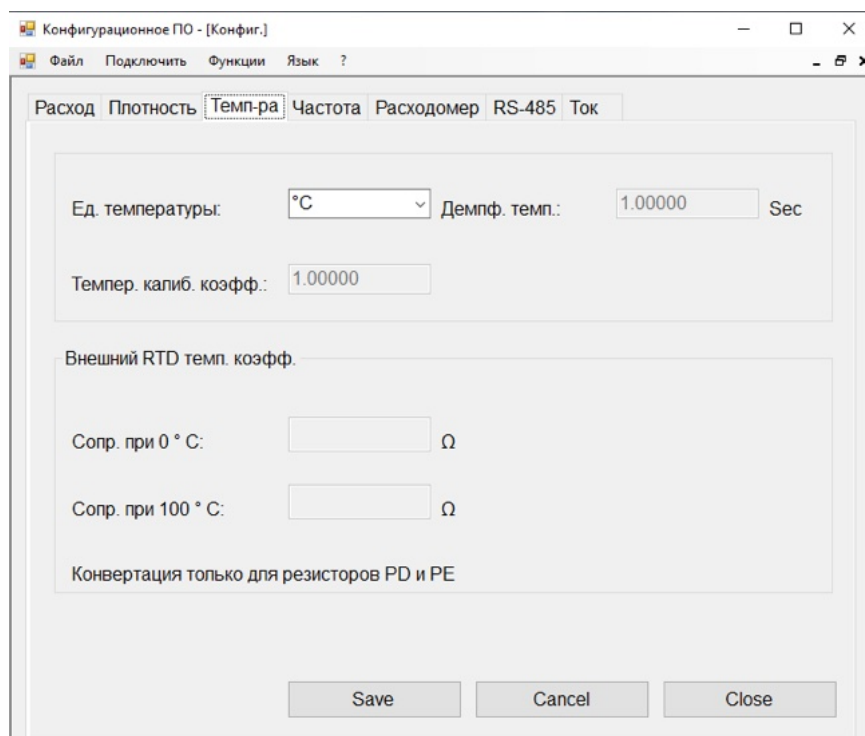 Конфигурационное ПО - [Конфиг.]
Файл Подключить Функции Язык ?
Расход Плотность Темп-ра Частота Расходомер RS-485 Ток
Ед. температуры: °C Демпф. темп.: 1.00000 Sec
Темпер. калиб. коэфф.: 1.00000
Внешний RTD темп. коэфф.
Сопр. при 0 ° С: Ω
Сопр. при 100 ° С: Ω
Конвертация только для резисторов PD и PE
Save Cancel Close